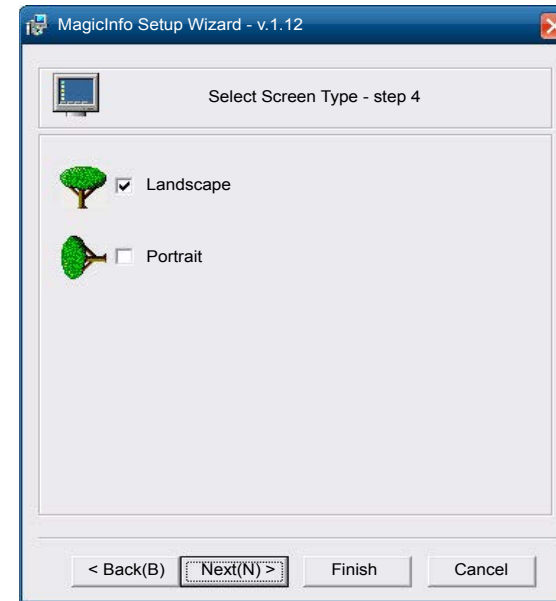 MagicInfo Setup Wizard - v.1.12
Select Screen Type - step 4
Landscape
Portrait
< Back(B) Next(N) > Finish Cancel